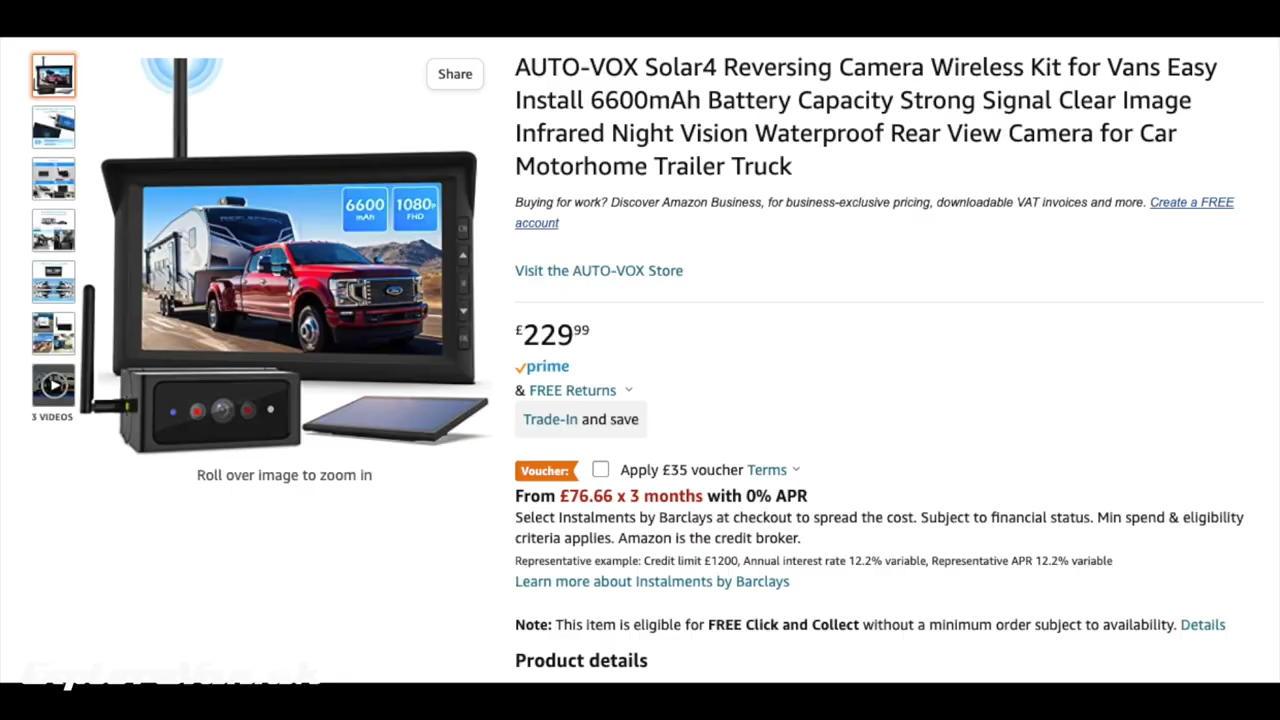 Share
6600
mAh
1080P
FHD
3 VIDEOS
Roll over image to zoom in
AUTO-VOX Solar4 Reversing Camera Wireless Kit for Vans Easy
Install 6600mAh Battery Capacity Strong Signal Clear Image
Infrared Night Vision Waterproof Rear View Camera for Car
Motorhome Trailer Truck
Buying for work? Discover Amazon Business, for business-exclusive pricing, downloadable VAT invoices and more. Create a FREE
account
Visit the AUTO-VOX Store
£22999
prime
& FREE Returns
Trade-In and save
Voucher: Apply £35 voucher Terms
From £76.66 x 3 months with 0% APR
Select Instalments by Barclays at checkout to spread the cost. Subject to financial status. Min spend & eligibility
criteria applies. Amazon is the credit broker.
Representative example: Credit limit £1200, Annual interest rate 12.2% variable, Representative APR 12.2% variable
Learn more about Instalments by Barclays
Note: This item is eligible for FREE Click and Collect without a minimum order subject to availability. Details
Product details